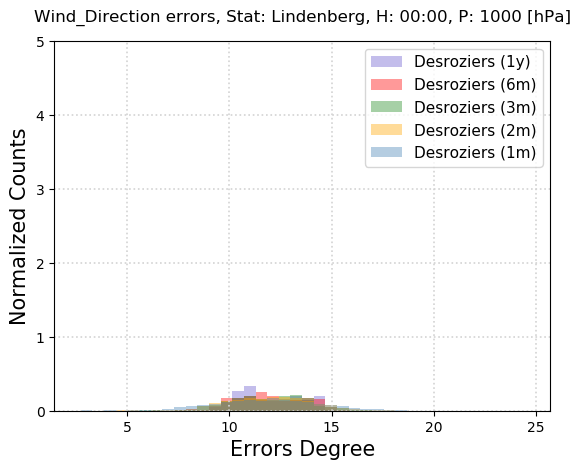 Wind_Direction errors, Stat: Lindenberg, H: 00:00, P: 1000 [hPa]
5
4
3
2
1
0
Normalized Counts
Desroziers (1y)
Desroziers (6m)
Desroziers (3m)
Desroziers (2m)
Desroziers (1m)
5
10
15
20
25
Errors Degree